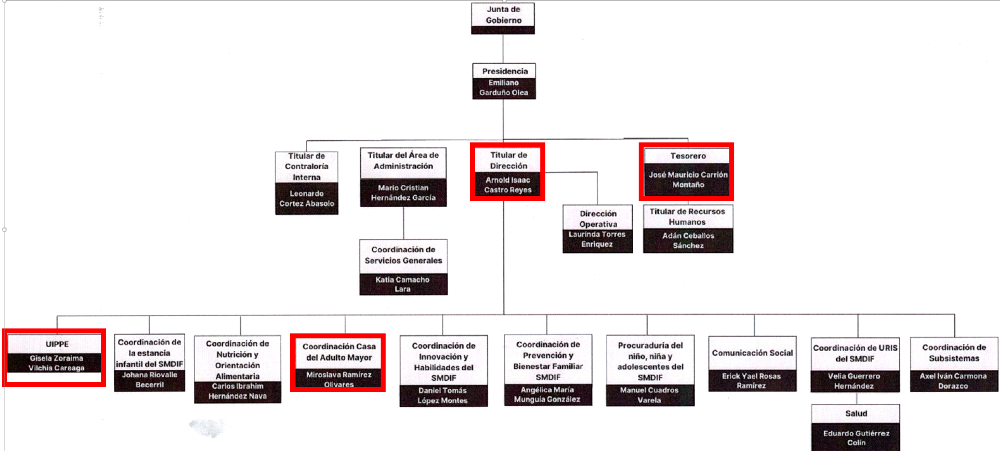 Junta de
Gobierno
Presidencia
Emiliano
Garduño Olea
Titular de
Contraloría
Interna
Leonardo
Cortez Abasolo
Titular del Área de
Administración
Mario Cristian
Hernández García
Titular de
Dirección
Arnold Isaac
Castro Reyes
Tesorero
José Mauricio Carrión
Montaño
Dirección
Operativa
Laurinda Torres
Enriquez
Titular de Recursos
Humanos
Adán Ceballos
Sánchez
Coordinación de
Servicios Generales
Katia Camacho
Lara
UIPPE
Gisela Zoraima
Vilchis Careaga
Coordinación de
la estancia
infantil del SMDIF
Johana Riovalle
Becerril
Coordinación de
Nutrición y
Orientación
Alimentaria
Carlos Ibrahim
Hernández Nava
Coordinación Casa
del Adulto Mayor
Miroslava Ramírez
Olivares
Coordinación de
Innovación y
Habilidades del
SMDIF
Daniel Tomás
López Montes
Coordinación de
Prevención y
Bienestar Familiar
SMDIF
Angélica María
Munguía González
Procuraduría del
niño, niña y
adolescentes del
SMDIF
Manuel Cuadros
Varela
Comunicación Social
Erick Yael Rosas
Ramírez
Coordinación de URIS
del SMDIF
Velia Guerrero
Hernández
Coordinación de
Subsistemas
Axel Iván Carmona
Dorazco
Salud
Eduardo Gutiérrez
Colín